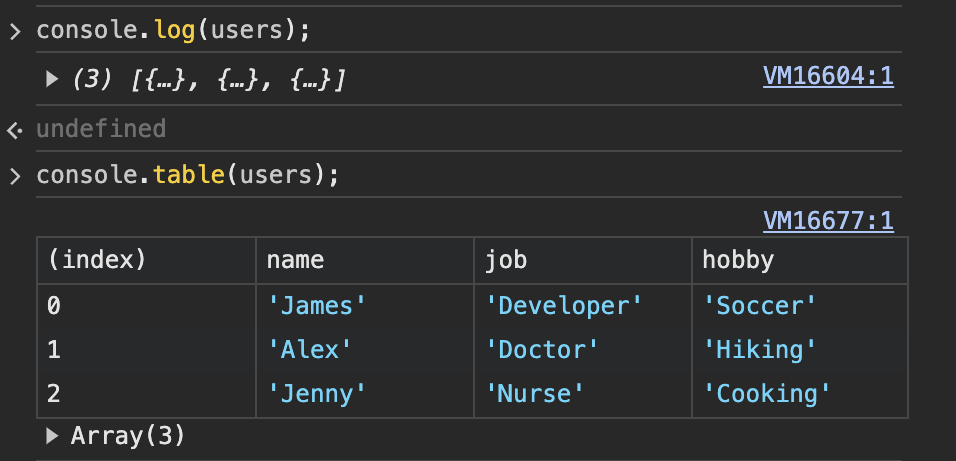 > console.log(users);
▶ (3) [{…}, {…}, {…}] VM16604:1
undefined
> console.table(users);
VM16677:1
(index) name job hobby
0 'James' 'Developer' 'Soccer'
1 'Alex' 'Doctor' 'Hiking'
2 'Jenny' 'Nurse' 'Cooking'
▶ Array(3)